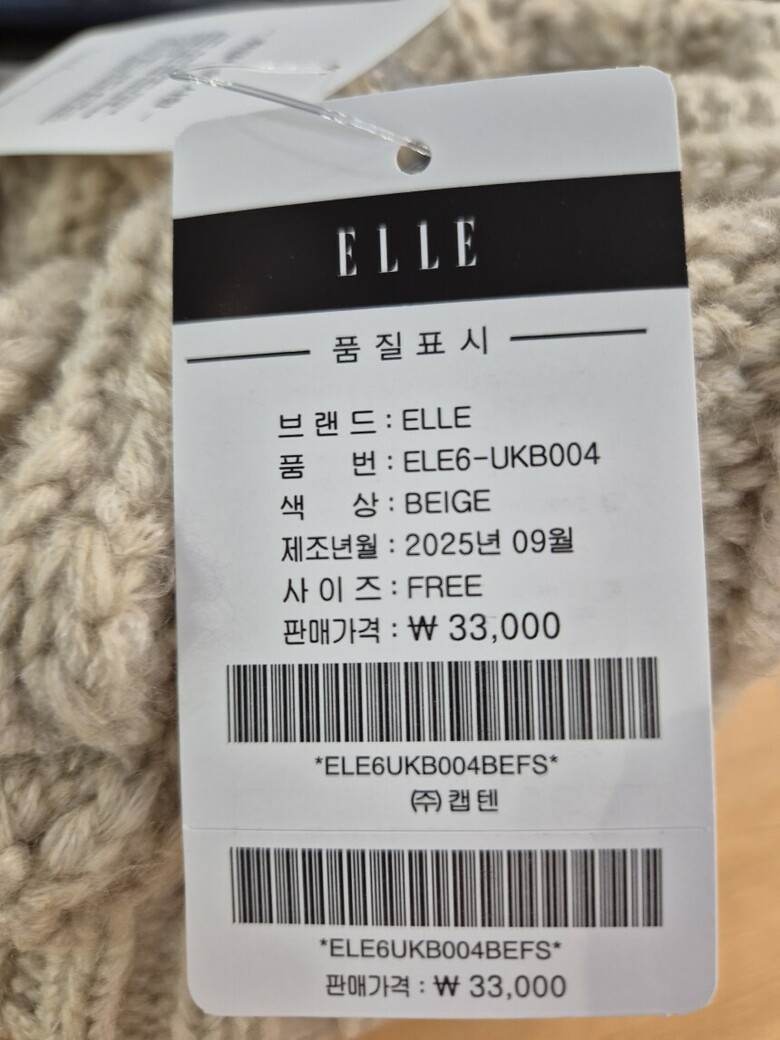 ELLE
품질표시
브랜드 : ELLE
품 번 : ELE6-UKB004
색 상 : BEIGE
제조년월 : 2025년 09월
사이즈 : FREE
판매가격 : ₩ 33,000
*ELE6UKB004BEFS*
㈜캡텐
*ELE6UKB004BEFS*
판매가격 : ₩ 33,000